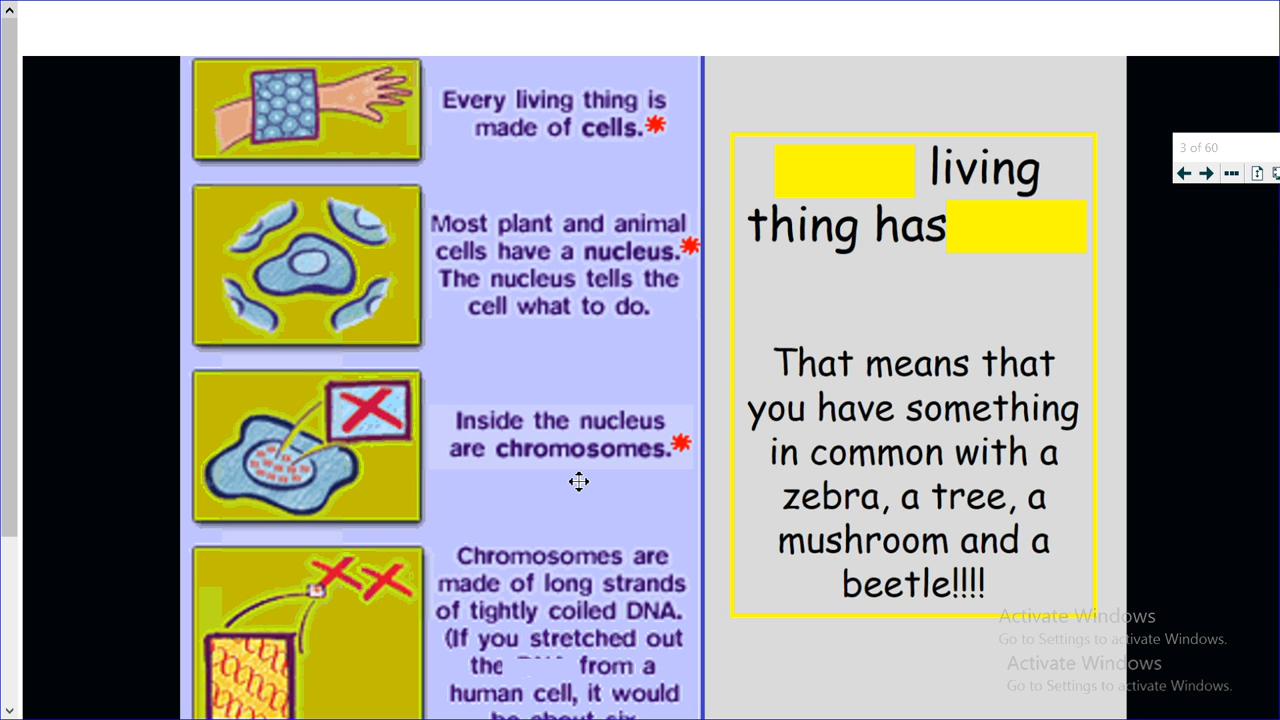 Every living thing is
made of cells.*
Most plant and animal
cells have a nucleus.*
The nucleus tells the
cell what to do.
Inside the nucleus
are chromosomes.*
Chromosomes are
made of long strands
of tightly coiled DNA.
(If you stretched out
the DNA from a
human cell, it would
be about six
living
thing has
That means that
you have something
in common with a
zebra, a tree, a
mushroom and a
beetle!!!!
3 of 60
Activate Windows
Go to Settings to activate Windows.
Activate Windows
Go to Settings to activate Windows.